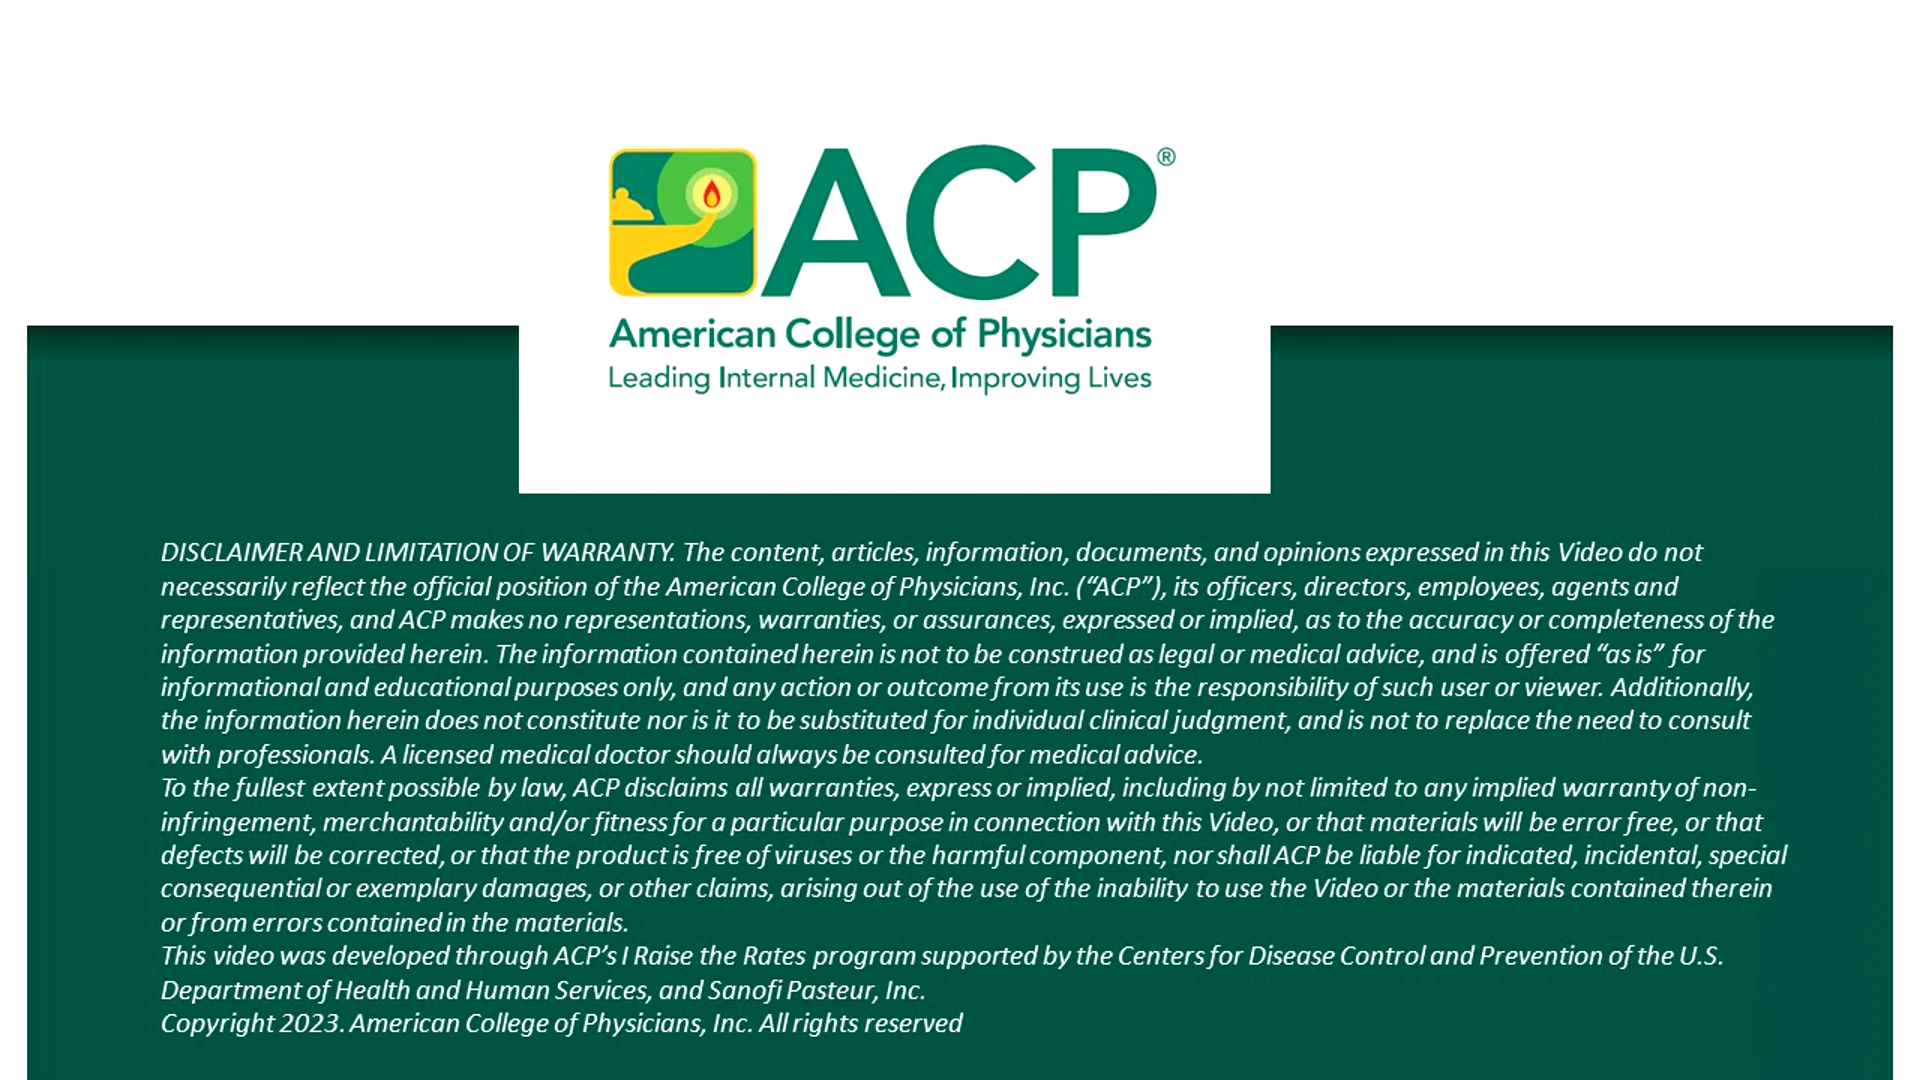 ACP®
American College of Physicians
Leading Internal Medicine, Improving Lives
DISCLAIMER AND LIMITATION OF WARRANTY. The content, articles, information, documents, and opinions expressed in this Video do not
necessarily reflect the official position of the American College of Physicians, Inc. (“ACP”), its officers, directors, employees, agents and
representatives, and ACP makes no representations, warranties, or assurances, expressed or implied, as to the accuracy or completeness of the
information provided herein. The information contained herein is not to be construed as legal or medical advice, and is offered “as is” for
informational and educational purposes only, and any action or outcome from its use is the responsibility of such user or viewer. Additionally,
the information herein does not constitute nor is it to be substituted for individual clinical judgment, and is not to replace the need to consult
with professionals. A licensed medical doctor should always be consulted for medical advice.
To the fullest extent possible by law, ACP disclaims all warranties, express or implied, including by not limited to any implied warranty of non-
infringement, merchantability and/or fitness for a particular purpose in connection with this Video, or that materials will be error free, or that
defects will be corrected, or that the product is free of viruses or the harmful component, nor shall ACP be liable for indicated, incidental, special
consequential or exemplary damages, or other claims, arising out of the use of the inability to use the Video or the materials contained therein
or from errors contained in the materials.
This video was developed through ACP’s I Raise the Rates program supported by the Centers for Disease Control and Prevention of the U.S.
Department of Health and Human Services, and Sanofi Pasteur, Inc.
Copyright 2023. American College of Physicians, Inc. All rights reserved